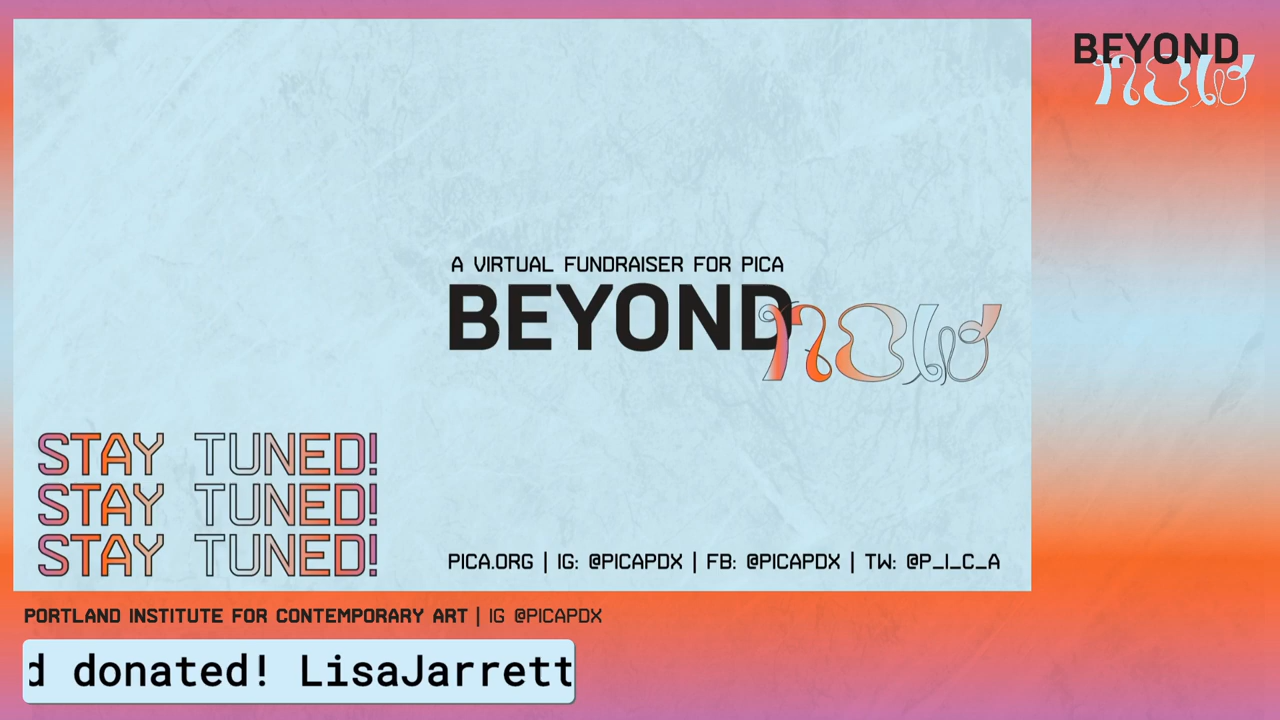 BEYOND
now
A VIRTUAL FUNDRAISER FOR PICA
BEYOND now
STAY TUNED!
STAY TUNED!
STAY TUNED!
PICA.ORG | IG: @PICAPDX | FB: @PICAPDX | TW: @P_I_C_A
PORTLAND INSTITUTE FOR CONTEMPORARY ART | IG @PICAPDX
d donated! LisaJarrett